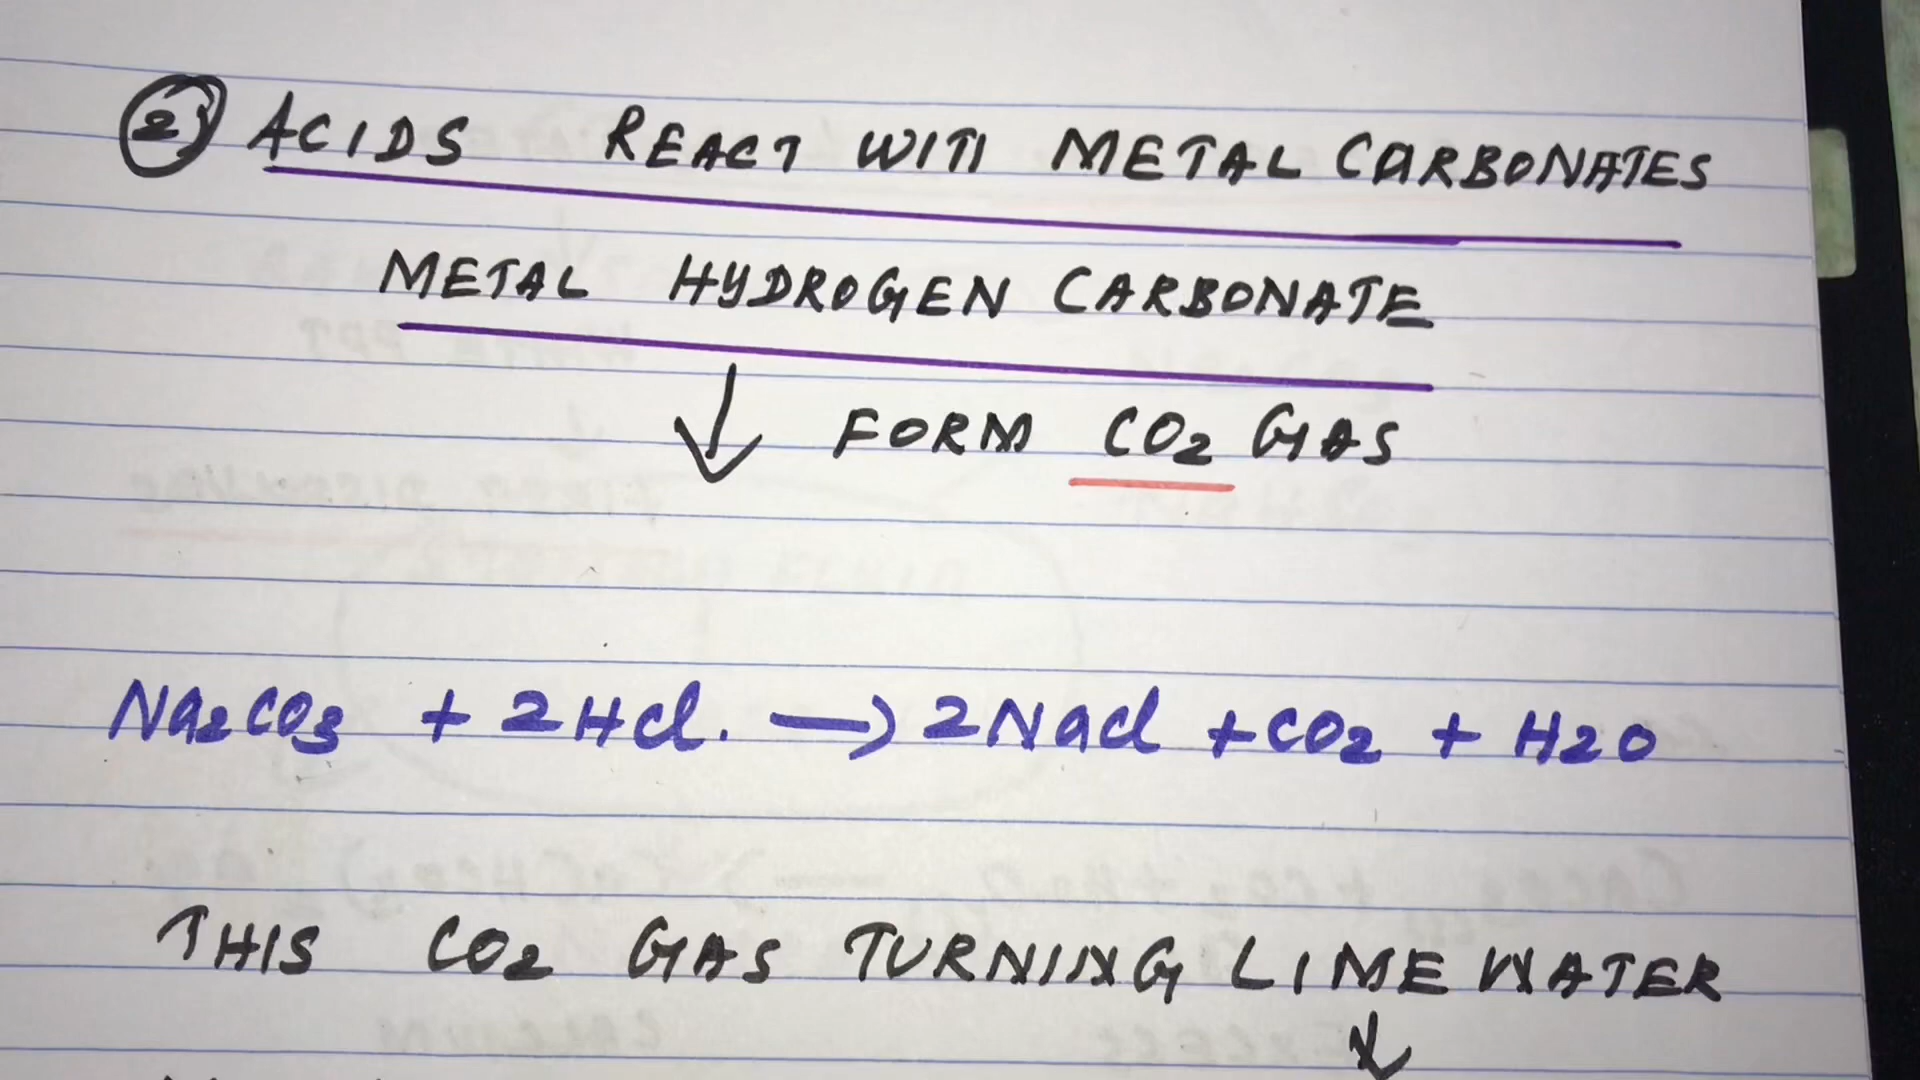 2 ACIDS REACT WITH METAL CARBONATES
METAL HYDROGEN CARBONATE
↓ FORM CO2 GAS
Na2CO3 + 2HCl. → 2NaCl + CO2 + H2O
THIS CO2 GAS TURNING LIME WATER